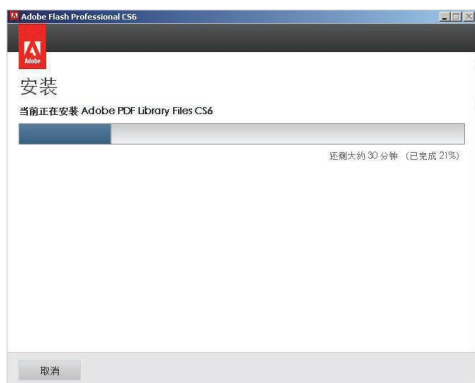 Adobe Flash Professional CS6
Adobe
安装
当前正在安装 Adobe PDF Library Files CS6
还剩大约 30 分钟 (已完成 21%)
取消